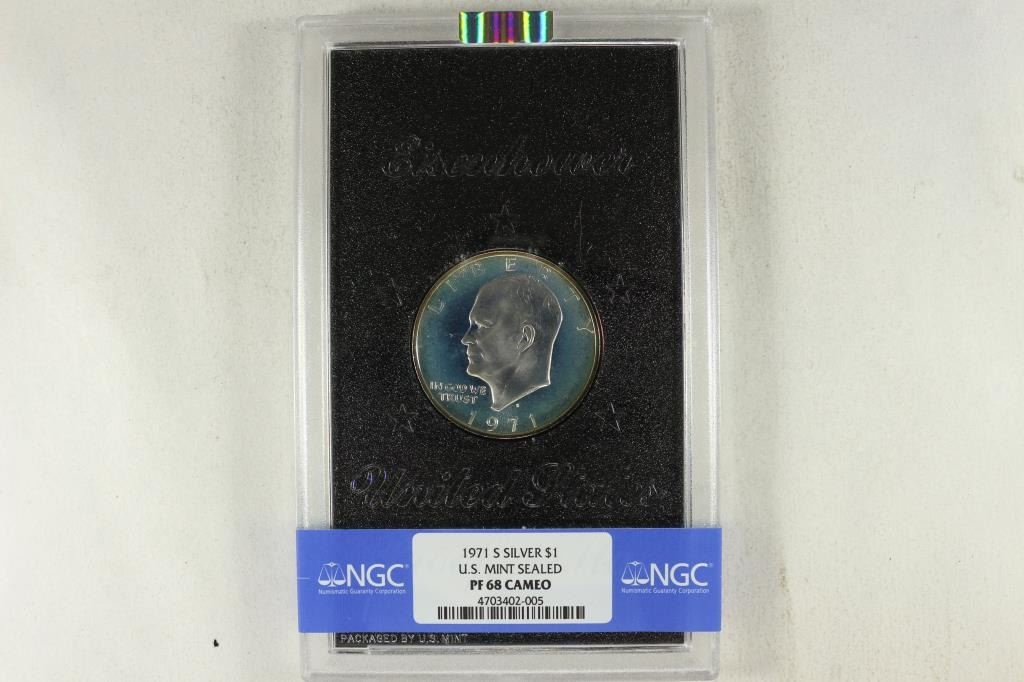 Eisenhower
LIBERTY
IN GOD WE
TRUST
1971
United States
NGC
Numismatic Guaranty Corporation
1971 S SILVER $1
U.S. MINT SEALED
PF 68 CAMEO
4703402-005
NGC
Numismatic Guaranty Corporation
PACKAGED BY U.S. MINT